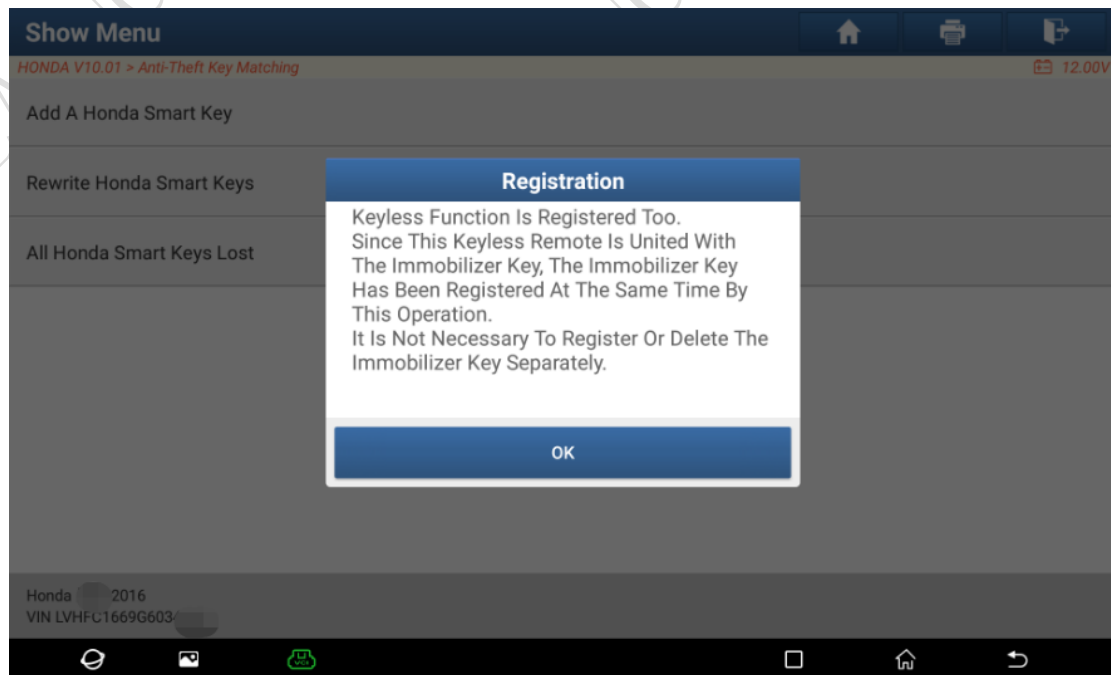 Show Menu
HONDA V10.01 > Anti-Theft Key Matching
12.00V
Add A Honda Smart Key
Rewrite Honda Smart Keys
All Honda Smart Keys Lost
Registration
Keyless Function Is Registered Too.
Since This Keyless Remote Is United With
The Immobilizer Key, The Immobilizer Key
Has Been Registered At The Same Time By
This Operation.
It Is Not Necessary To Register Or Delete The
Immobilizer Key Separately.
OK
Honda 2016
VIN LVHFC1669G603